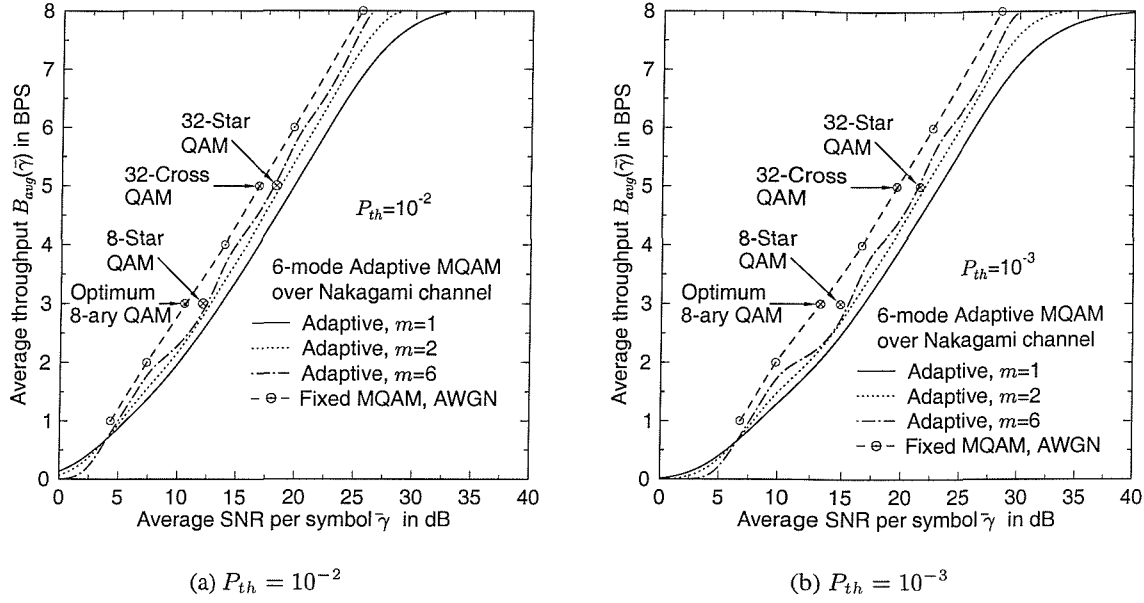 Average throughput B_avg(γ̄) in BPS
8
7
6
5
4
3
2
1
0
0
5
10
15
20
25
30
35
40
Average SNR per symbol γ̄ in dB
32-Star
QAM
32-Cross
QAM
P_th=10^-2
8-Star
QAM
Optimum
8-ary QAM
6-mode Adaptive MQAM
over Nakagami channel
Adaptive, m=1
Adaptive, m=2
Adaptive, m=6
Fixed MQAM, AWGN
(a) P_th = 10^−2
Average throughput B_avg(γ̄) in BPS
8
7
6
5
4
3
2
1
0
0
5
10
15
20
25
30
35
40
Average SNR per symbol γ̄ in dB
32-Star
QAM
32-Cross
QAM
8-Star
QAM
P_th=10^-3
Optimum
8-ary QAM
6-mode Adaptive MQAM
over Nakagami channel
Adaptive, m=1
Adaptive, m=2
Adaptive, m=6
Fixed MQAM, AWGN
(b) P_th = 10^−3